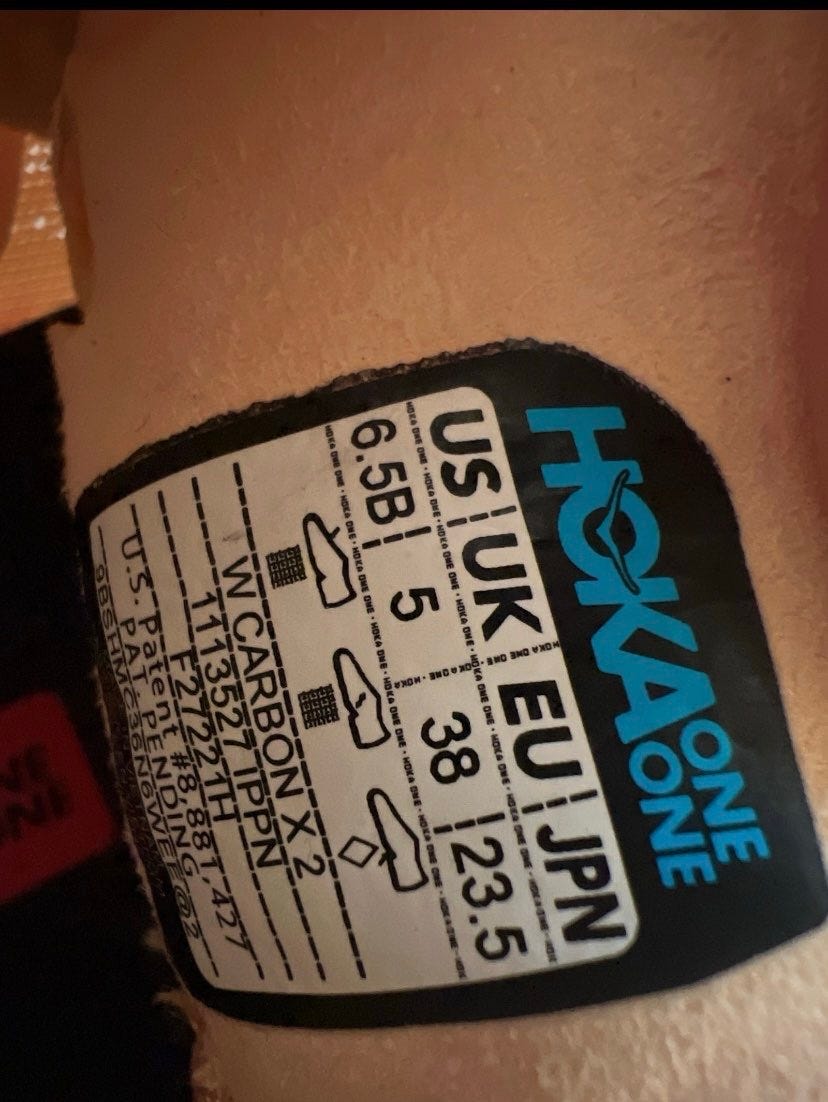 HOKA ONE ONE
US UK EU JPN
6.5B 5 38 23.5
W CARBON X 2
1113527 IPPN
F27221H
U.S. Patent #8,881,427
PAT. PENDING